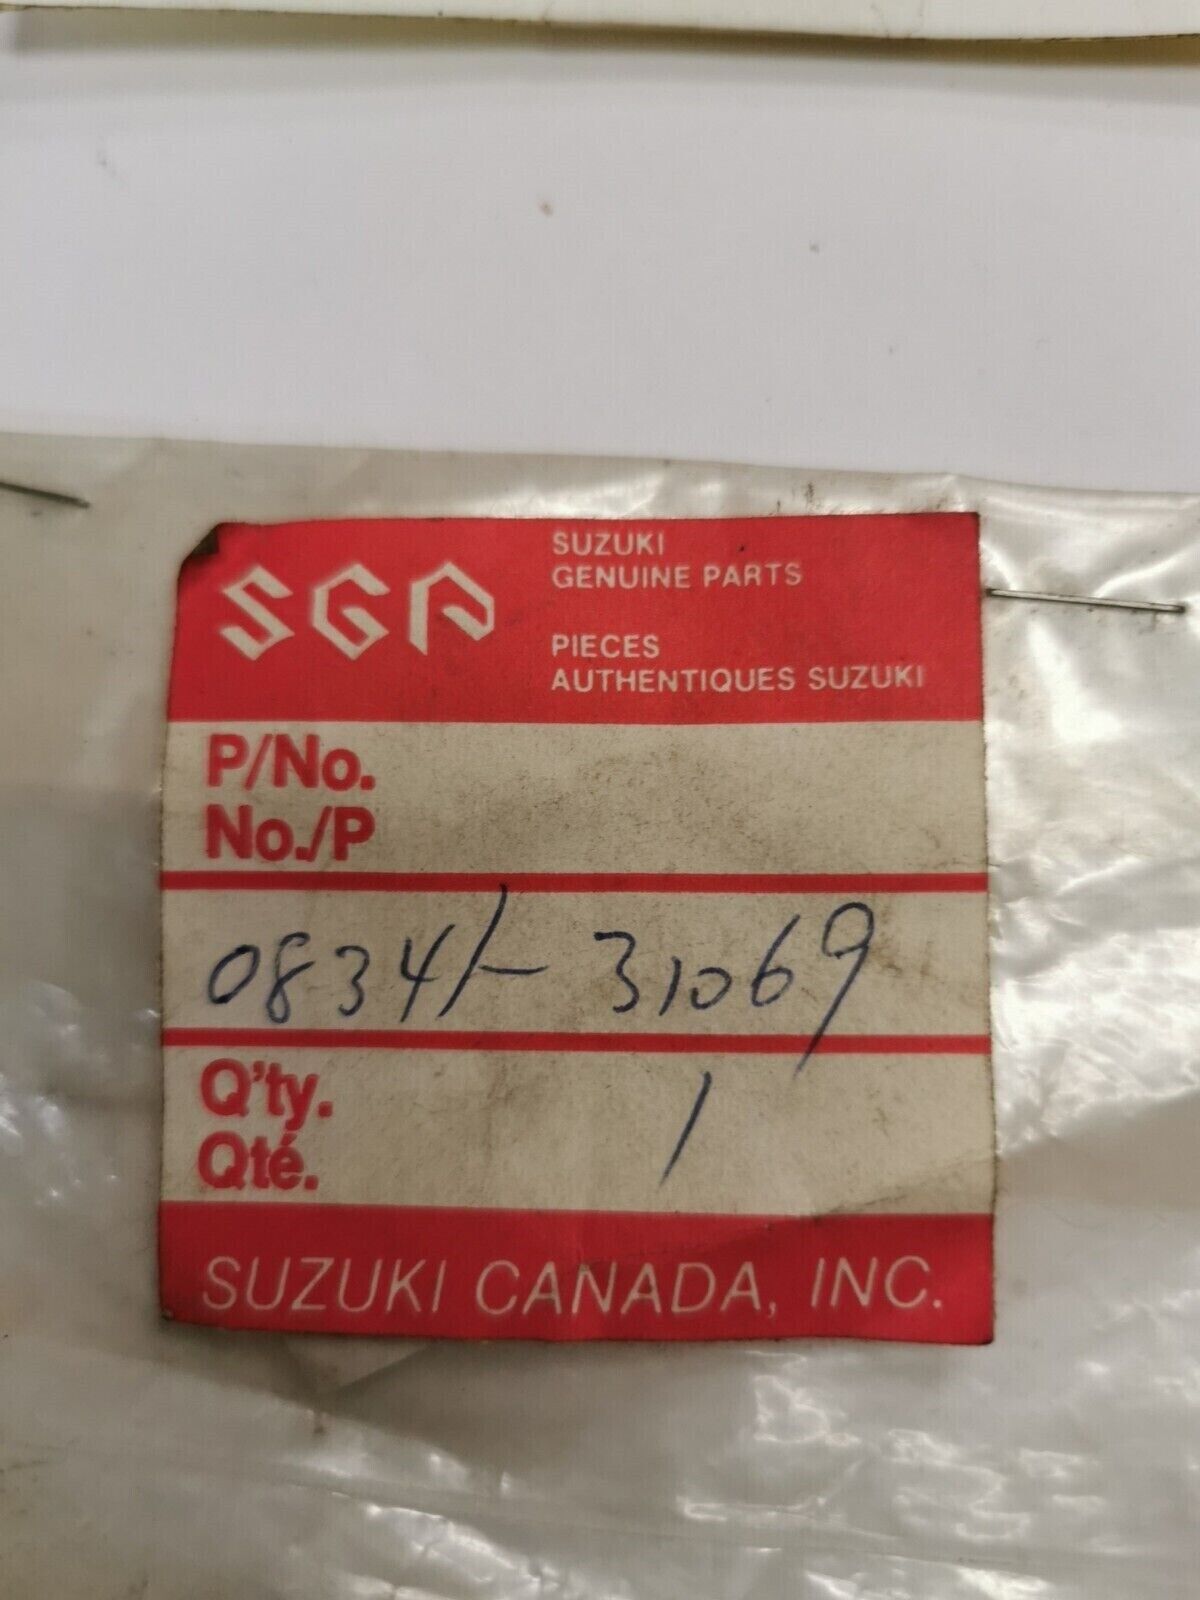 SGP
SUZUKI
GENUINE PARTS
PIECES
AUTHENTIQUES SUZUKI
P/No.
No./P
08341-31069
Q'ty.
Qté.
1
SUZUKI CANADA, INC.